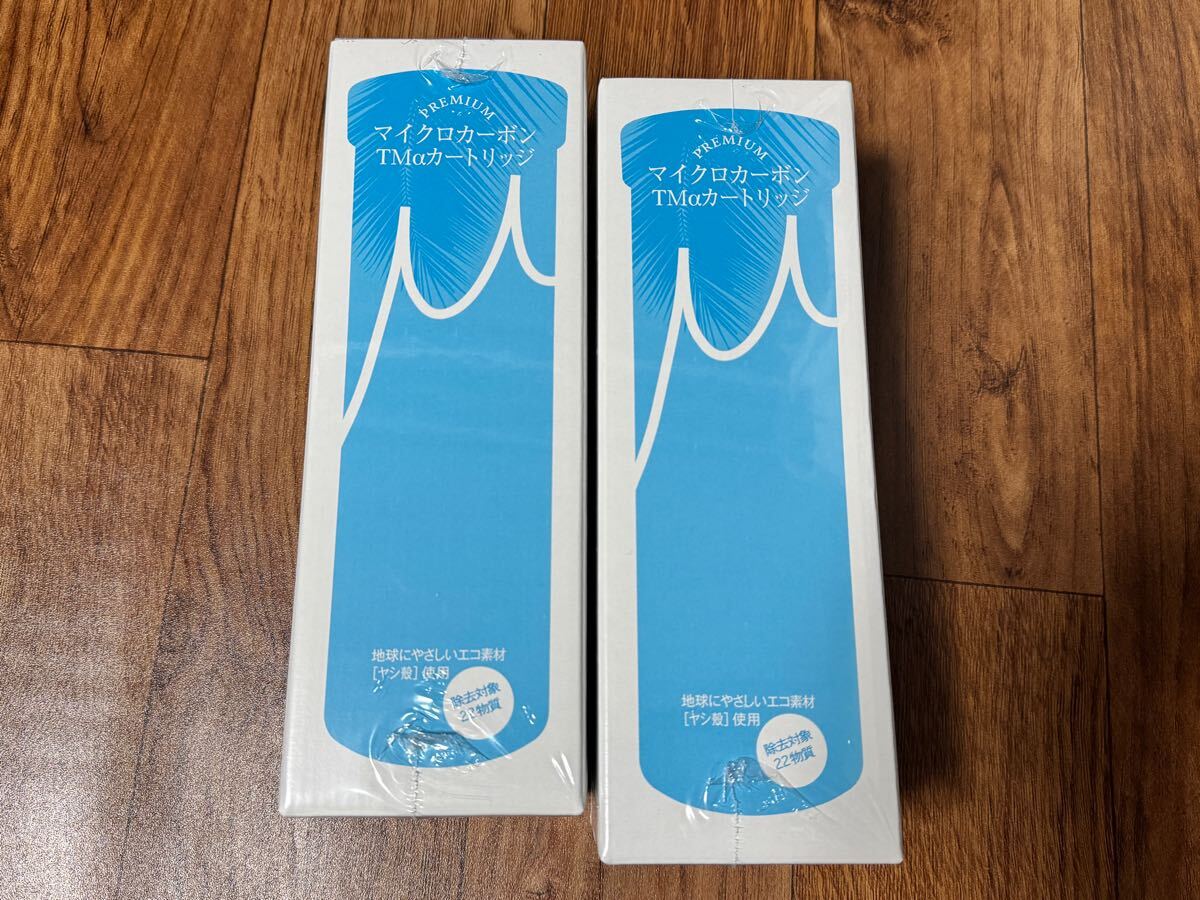 PREMIUM
マイクロカーボン
TMαカートリッジ
地球にやさしいエコ素材
[ヤシ殻] 使用
除去対象
22物質
PREMIUM
マイクロカーボン
TMαカートリッジ
地球にやさしいエコ素材
[ヤシ殻] 使用
除去対象
22物質